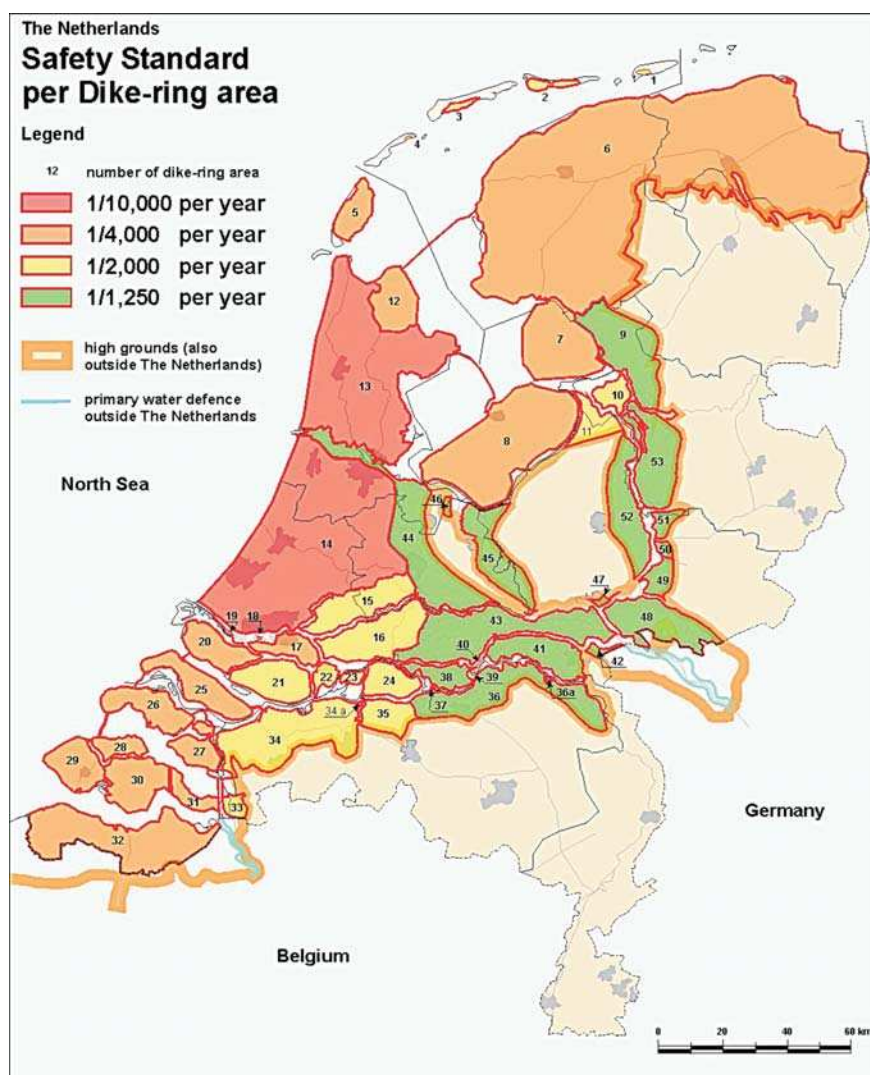 The Netherlands
Safety Standard
per Dike-ring area
Legend
12 number of dike-ring area
1/10,000 per year
1/4,000 per year
1/2,000 per year
1/1,250 per year
high grounds (also
outside The Netherlands)
primary water defence
outside The Netherlands
North Sea
Germany
Belgium
1
2
3
4
5
6
7
8
9
10
11
12
13
14
15
16
17
18
19
20
21
22
23
24
25
26
27
28
29
30
31
32
33
34
34 a
35
36
36a
37
38
39
40
41
42
43
44
45
46
47
48
49
50
51
52
53
0 20 40 60 km